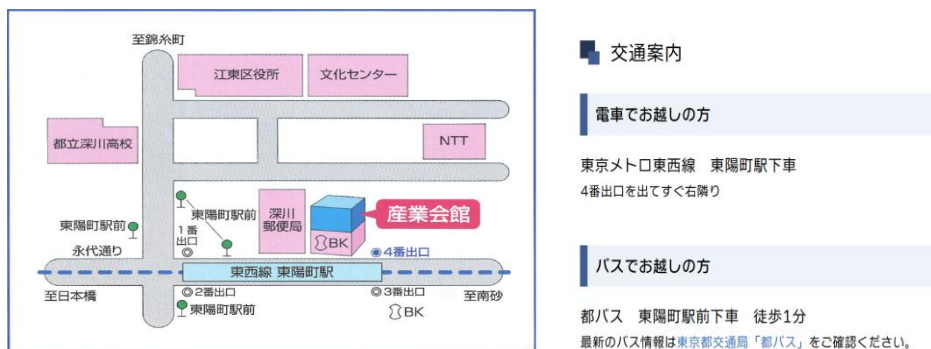 至錦糸町
江東区役所
文化センター
都立深川高校
NTT
東陽町駅前
東陽町駅前
1番
出口
深川
郵便局
産業会館
BK
永代通り
4番出口
東西線 東陽町駅
至日本橋
2番出口
3番出口
至南砂
東陽町駅前
BK
交通案内
電車でお越しの方
東京メトロ東西線 東陽町駅下車
4番出口を出てすぐ右隣り
バスでお越しの方
都バス 東陽町駅前下車 徒歩1分
最新のバス情報は東京都交通局「都バス」をご確認ください。